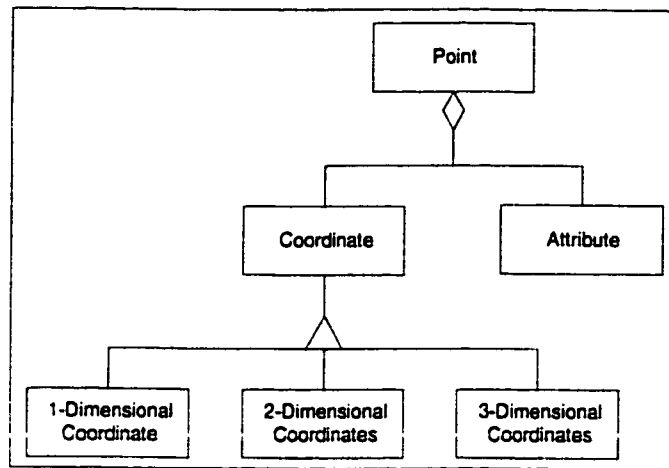 Point
Coordinate
Attribute
1-Dimensional
Coordinate
2-Dimensional
Coordinates
3-Dimensional
Coordinates